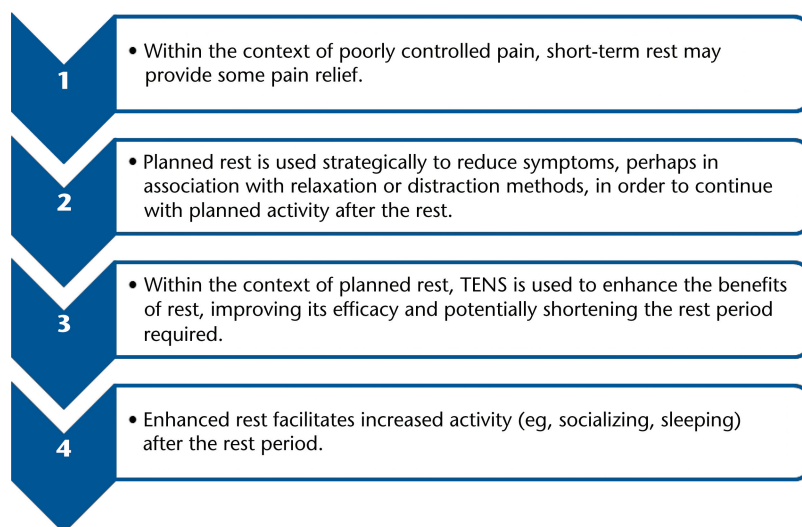 1
• Within the context of poorly controlled pain, short-term rest may
provide some pain relief.
2
• Planned rest is used strategically to reduce symptoms, perhaps in
association with relaxation or distraction methods, in order to continue
with planned activity after the rest.
3
• Within the context of planned rest, TENS is used to enhance the benefits
of rest, improving its efficacy and potentially shortening the rest period
required.
4
• Enhanced rest facilitates increased activity (eg, socializing, sleeping)
after the rest period.